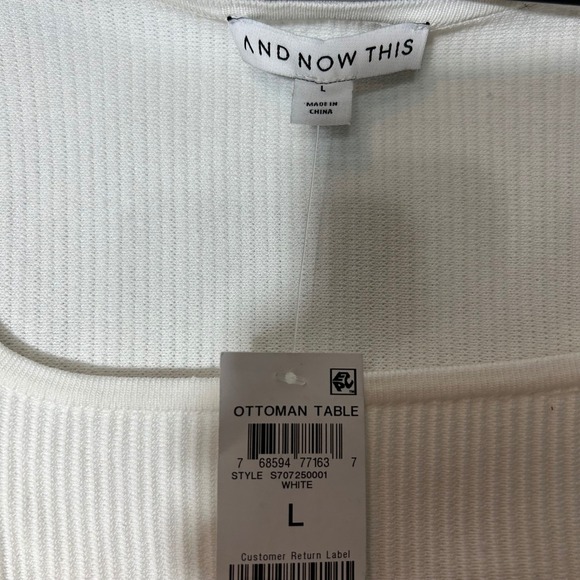 AND NOW THIS
L
MADE IN
CHINA
OTTOMAN TABLE
7 68594 77163 7
STYLE S707250001
WHITE
L
Customer Return Label